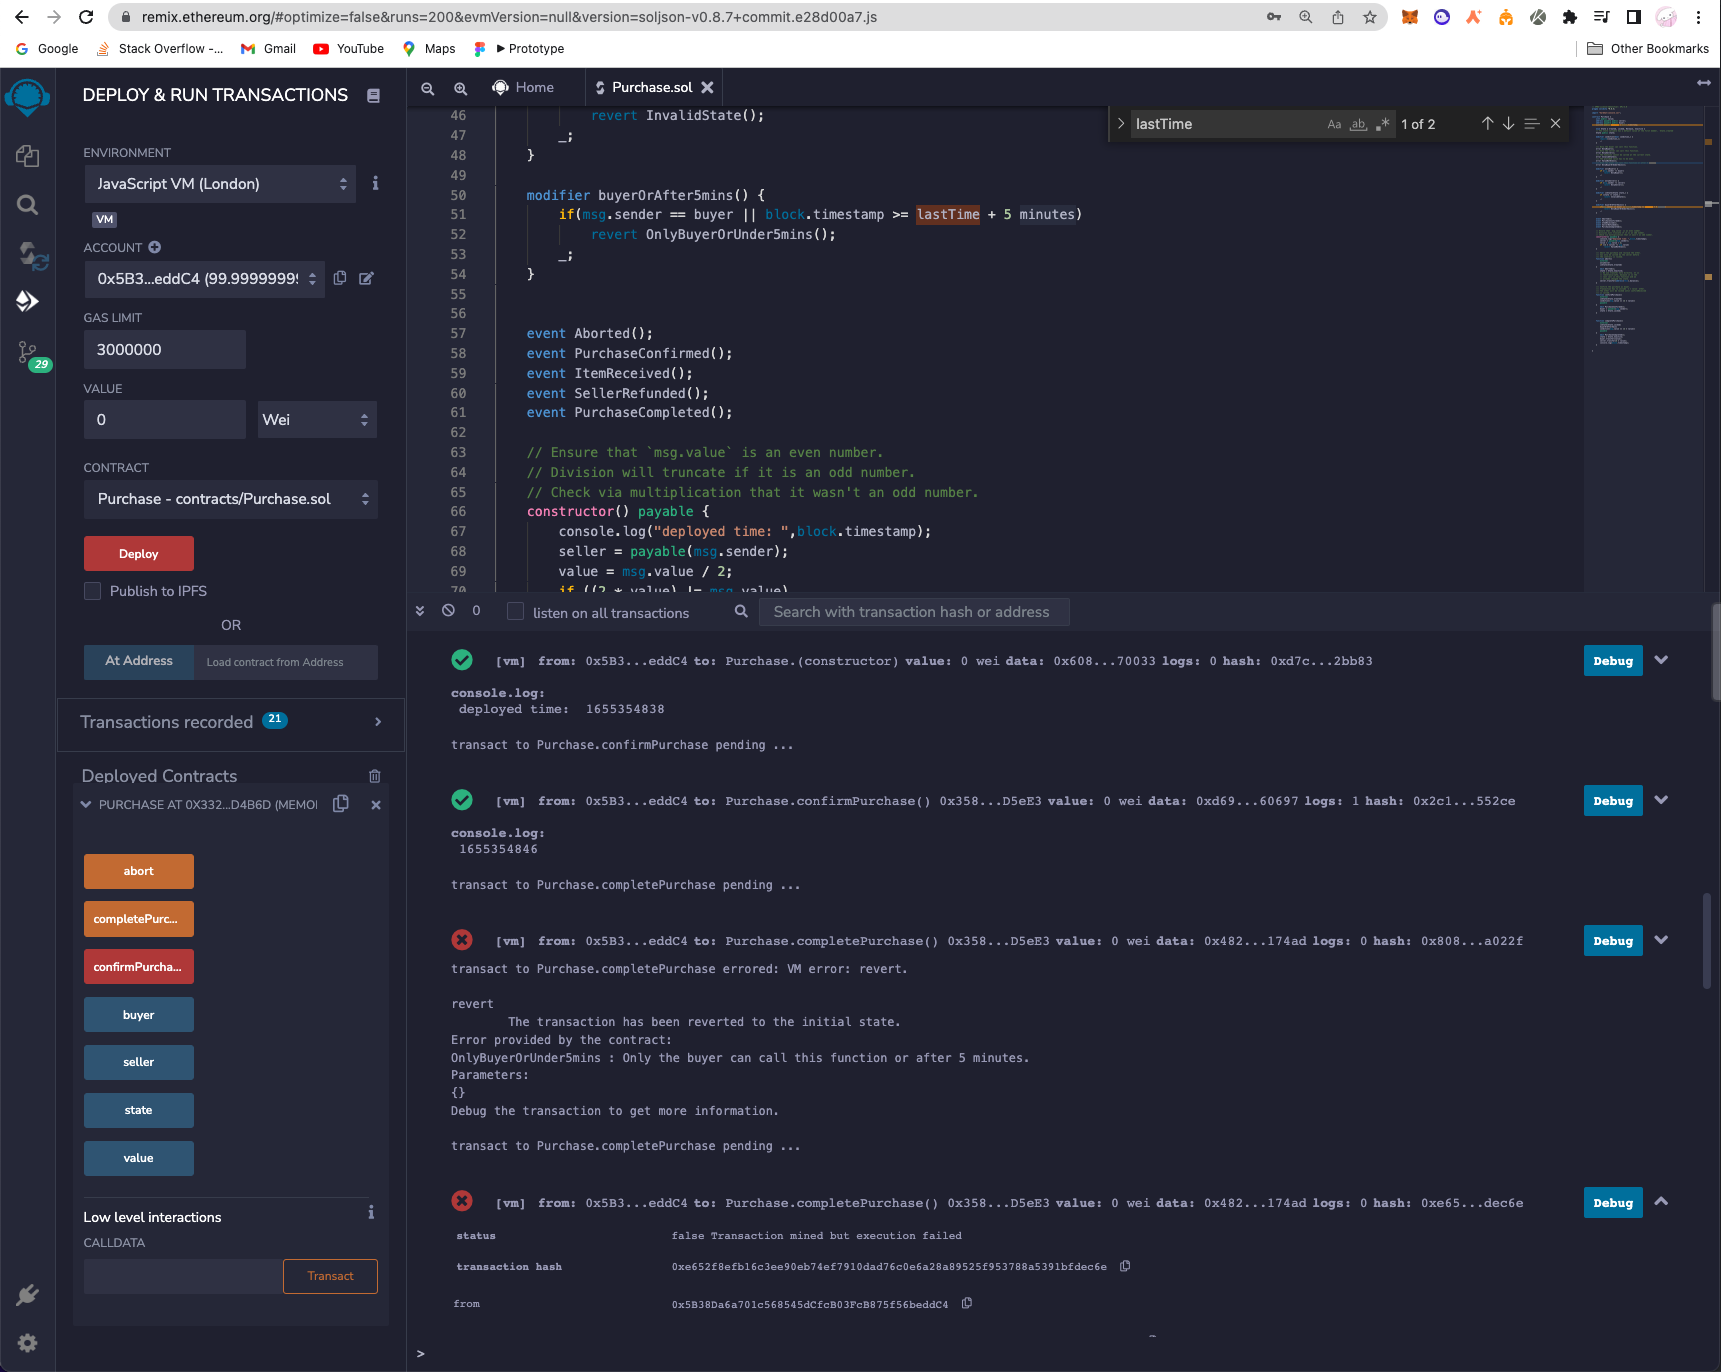 remix.ethereum.org/#optimize=false&runs=200&evmVersion=null&version=soljson-v0.8.7+commit.e28d00a7.js
Google
Stack Overflow -...
Gmail
YouTube
Maps
Prototype
Other Bookmarks
DEPLOY & RUN TRANSACTIONS
ENVIRONMENT
JavaScript VM (London)
VM
ACCOUNT
0x5B3...eddC4 (99.9999999
GAS LIMIT
3000000
29
VALUE
0
Wei
CONTRACT
Purchase - contracts/Purchase.sol
Deploy
Publish to IPFS
OR
At Address
Load contract from Address
Transactions recorded 21
Deployed Contracts
PURCHASE AT 0X332...D4B6D (MEMO
abort
completePurc...
confirmPurcha...
buyer
seller
state
value
Low level interactions
CALLDATA
Transact
Home
Purchase.sol
lastTime
Aa
ab
1 of 2
46 revert InvalidState();
47 _;
48 }
49
50 modifier buyerOrAfter5mins() {
51 if(msg.sender == buyer || block.timestamp >= lastTime + 5 minutes)
52 revert OnlyBuyerOrUnder5mins();
53 _;
54 }
55
56
57 event Aborted();
58 event PurchaseConfirmed();
59 event ItemReceived();
60 event SellerRefunded();
61 event PurchaseCompleted();
62
63 // Ensure that `msg.value` is an even number.
64 // Division will truncate if it is an odd number.
65 // Check via multiplication that it wasn't an odd number.
66 constructor() payable {
67 console.log("deployed time: ",block.timestamp);
68 seller = payable(msg.sender);
69 value = msg.value / 2;
70 if ((2 * value) != msg.value)
0
listen on all transactions
Search with transaction hash or address
[vm] from: 0x5B3...eddC4 to: Purchase.(constructor) value: 0 wei data: 0x608...70033 logs: 0 hash: 0xd7c...2bb83
Debug
console.log:
deployed time: 1655354838
transact to Purchase.confirmPurchase pending ...
[vm] from: 0x5B3...eddC4 to: Purchase.confirmPurchase() 0x358...D5eE3 value: 0 wei data: 0xd69...60697 logs: 1 hash: 0x2c1...552ce
Debug
console.log:
1655354846
transact to Purchase.completePurchase pending ...
[vm] from: 0x5B3...eddC4 to: Purchase.completePurchase() 0x358...D5eE3 value: 0 wei data: 0x482...174ad logs: 0 hash: 0x808...a022f
Debug
transact to Purchase.completePurchase errored: VM error: revert.
revert
The transaction has been reverted to the initial state.
Error provided by the contract:
OnlyBuyerOrUnder5mins : Only the buyer can call this function or after 5 minutes.
Parameters:
{}
Debug the transaction to get more information.
transact to Purchase.completePurchase pending ...
[vm] from: 0x5B3...eddC4 to: Purchase.completePurchase() 0x358...D5eE3 value: 0 wei data: 0x482...174ad logs: 0 hash: 0xe65...dec6e
Debug
status false Transaction mined but execution failed
transaction hash 0xe652f8efb16c3ee90eb74ef7910dad76c0e6a28a89525f953788a5391bfdec6e
from 0x5B38Da6a701c568545dCfcB03FcB875f56beddC4
>